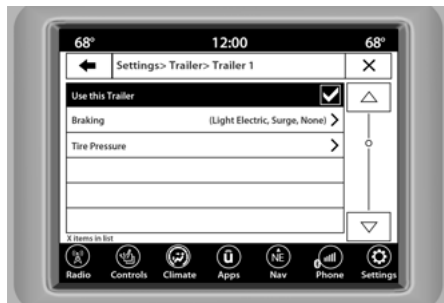 68° 12:00 68°
Settings> Trailer> Trailer 1
Use this Trailer
Braking (Light Electric, Surge, None)
Tire Pressure
X items in list
Radio Controls Climate Apps NE Nav Phone Settings